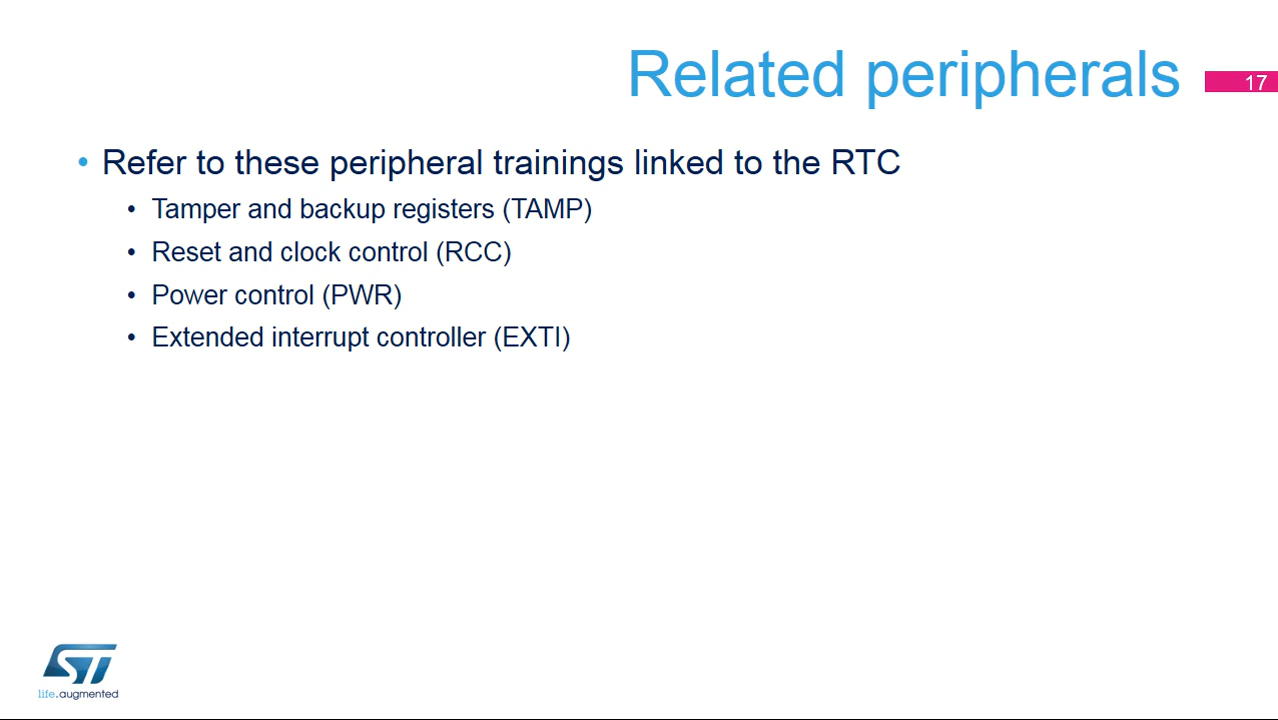 Related peripherals
17
• Refer to these peripheral trainings linked to the RTC
• Tamper and backup registers (TAMP)
• Reset and clock control (RCC)
• Power control (PWR)
• Extended interrupt controller (EXTI)
ST
life.augmented